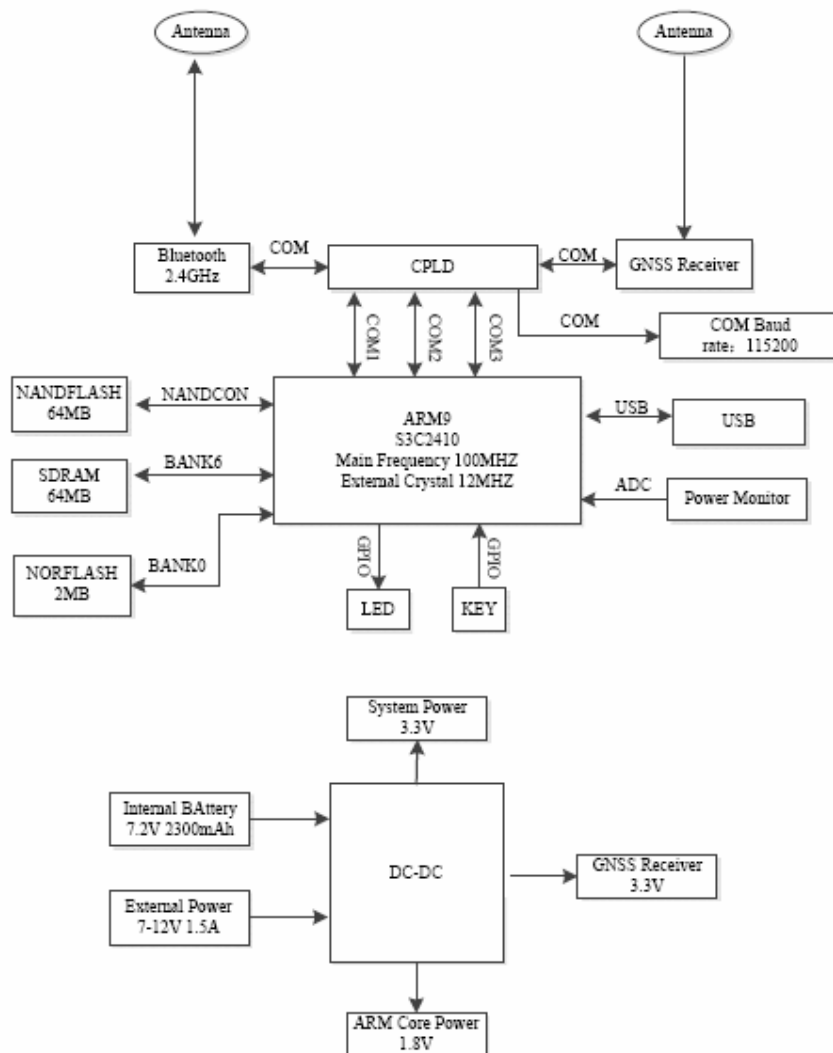 Antenna
Antenna
Bluetooth
2.4GHz
COM
CPLD
COM
GNSS Receiver
COM1
COM2
COM3
COM
COM Baud
rate：115200
NANDFLASH
64MB
NANDCON
ARM9
S3C2410
Main Frequency 100MHZ
External Crystal 12MHZ
USB
USB
SDRAM
64MB
BANK6
ADC
Power Monitor
NORFLASH
2MB
BANK0
GPIO
GPIO
LED
KEY
System Power
3.3V
Internal BAttery
7.2V 2300mAh
DC-DC
GNSS Receiver
3.3V
External Power
7-12V 1.5A
ARM Core Power
1.8V